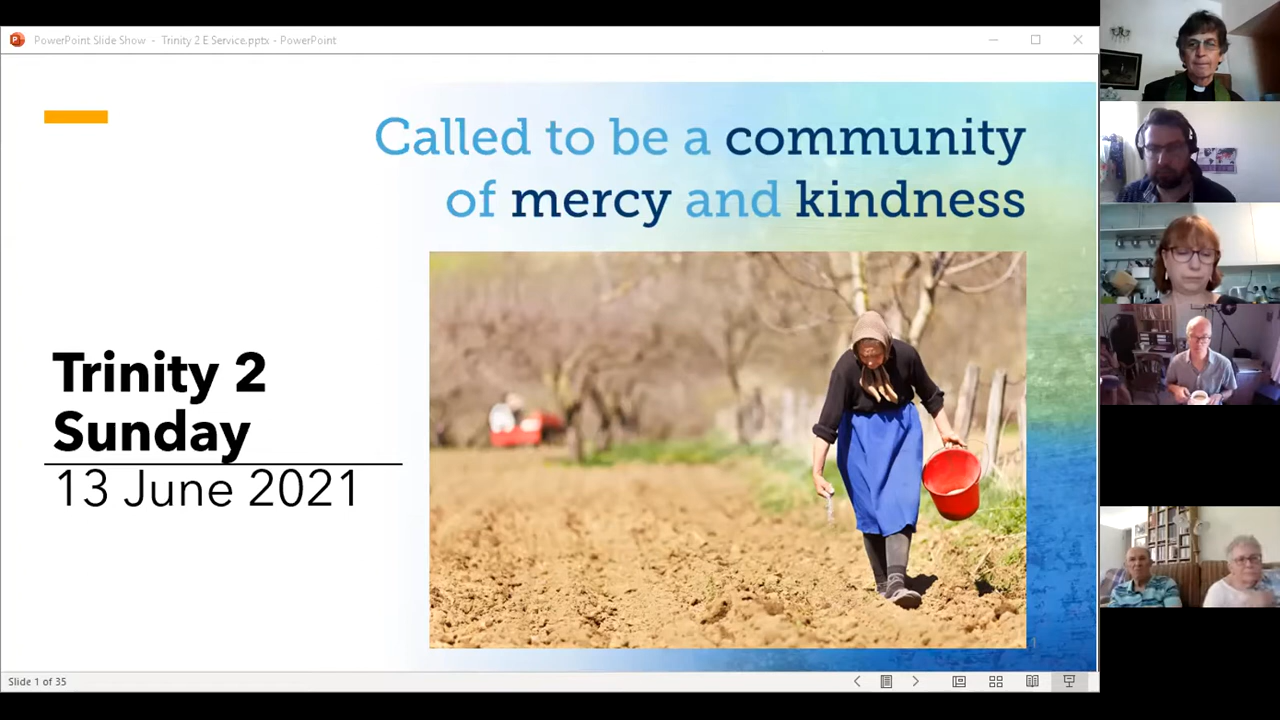 PowerPoint Slide Show - Trinity 2 E Service.pptx - PowerPoint
Called to be a community
of mercy and kindness
Trinity 2
Sunday
13 June 2021
1
Slide 1 of 35